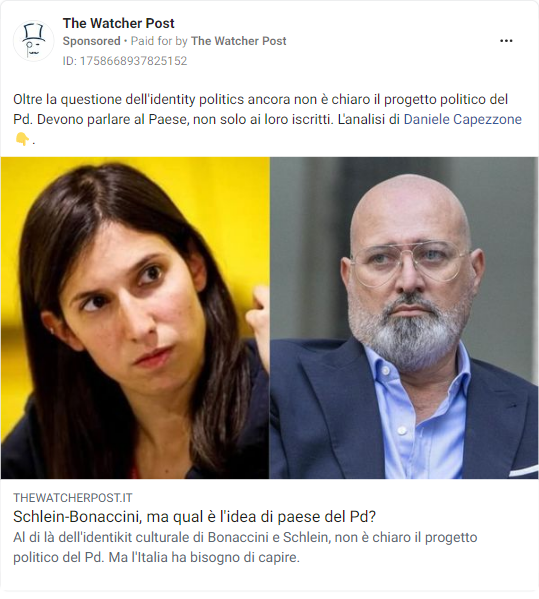 The Watcher Post
Sponsored • Paid for by The Watcher Post
ID: 1758668937825152
Oltre la questione dell'identity politics ancora non è chiaro il progetto politico del
Pd. Devono parlare al Paese, non solo ai loro iscritti. L'analisi di Daniele Capezzone
👇 .
THEWATCHERPOST.IT
Schlein-Bonaccini, ma qual è l'idea di paese del Pd?
Al di là dell'identikit culturale di Bonaccini e Schlein, non è chiaro il progetto
politico del Pd. Ma l'Italia ha bisogno di capire.